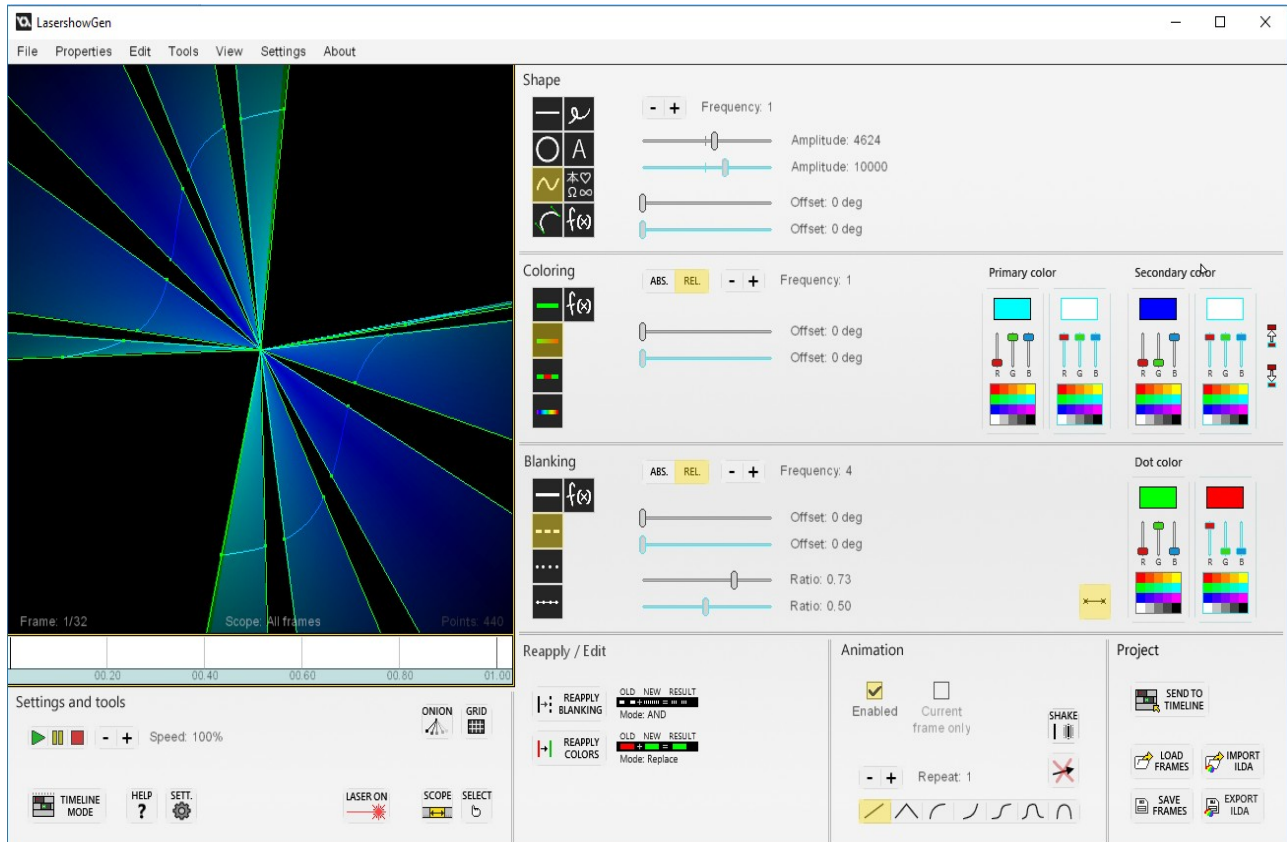 LasershowGen
File Properties Edit Tools View Settings About
Frame: 1/32 Scope: All frames Points: 440
00.20 00.40 00.60 00.80 01.00
Settings and tools
Speed: 100%
ONION GRID
TIMELINE MODE
HELP
?
SETT.
LASER ON
SCOPE SELECT
Shape
- + Frequency: 1
Amplitude: 4624
Amplitude: 10000
Offset: 0 deg
Offset: 0 deg
A
本♡
Ω∞
f(x)
Coloring
ABS. REL. - + Frequency: 1
f(x)
Offset: 0 deg
Offset: 0 deg
Primary color Secondary color
R G B R G B R G B R G B
Blanking
ABS. REL. - + Frequency: 4
f(x)
Offset: 0 deg
Offset: 0 deg
Ratio: 0.73
Ratio: 0.50
Dot color
R G B R G B
Reapply / Edit
REAPPLY
BLANKING
OLD NEW RESULT
Mode: AND
REAPPLY
COLORS
OLD NEW RESULT
Mode: Replace
Animation
Enabled
Current
frame only
SHAKE
- + Repeat: 1
Project
SEND TO
TIMELINE
LOAD
FRAMES
IMPORT
ILDA
SAVE
FRAMES
EXPORT
ILDA